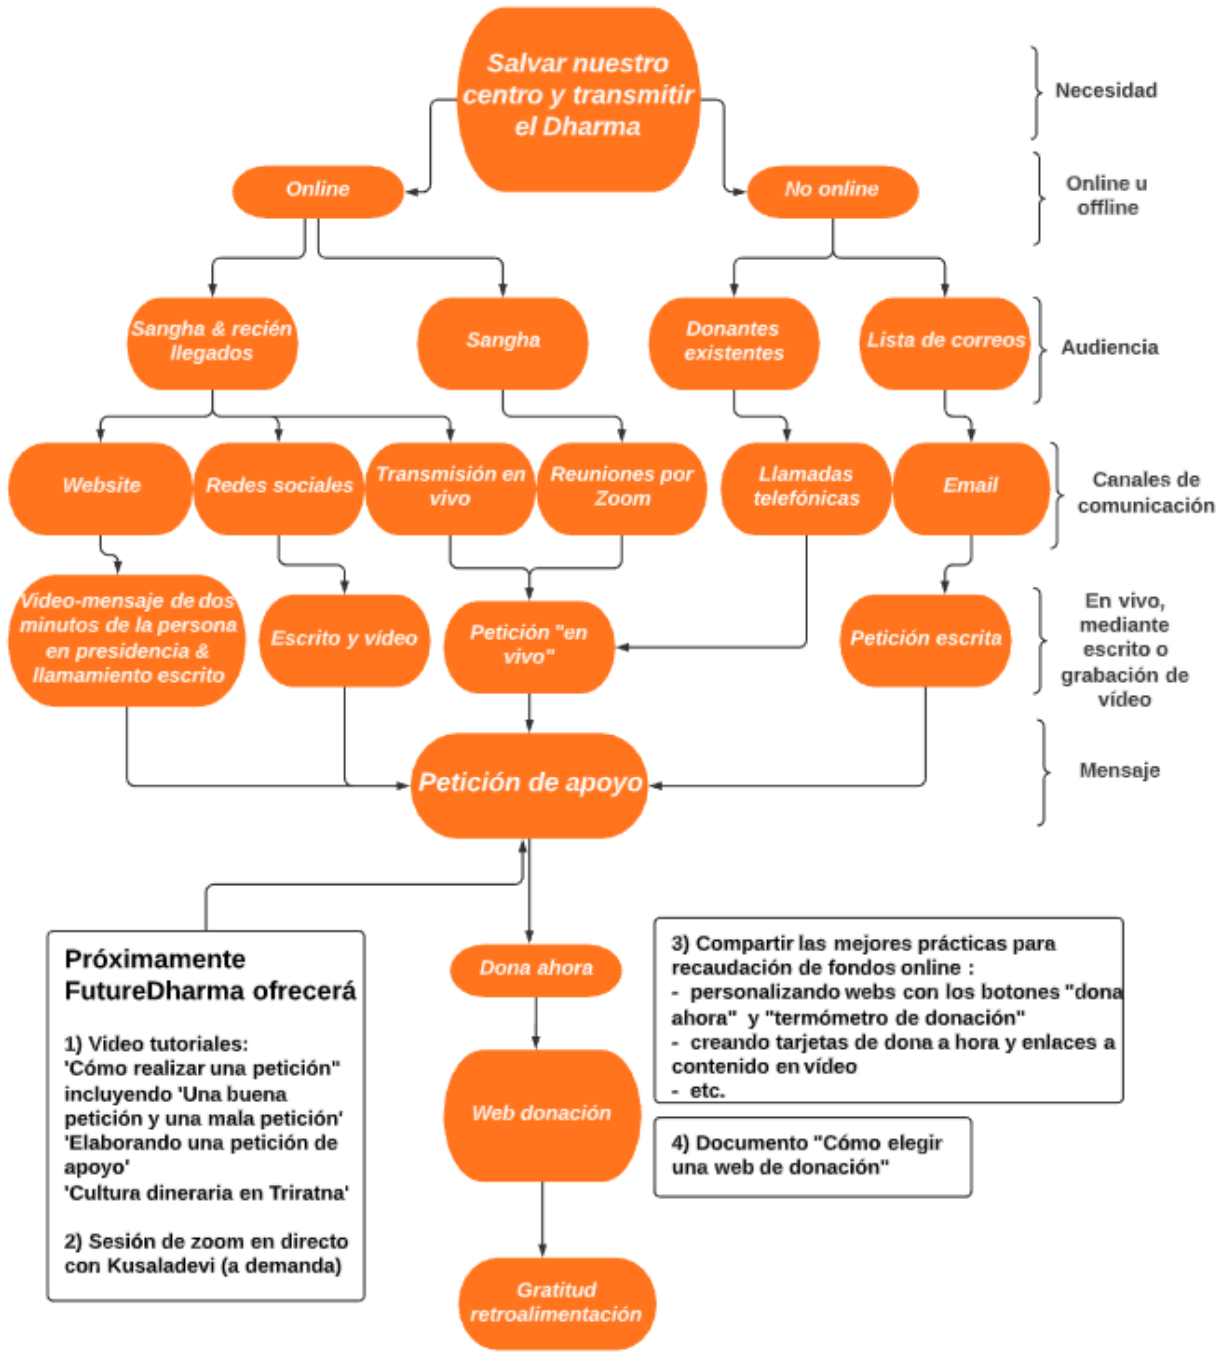 Salvar nuestro
centro y transmitir
el Dharma
Necesidad
Online
No online
Online u
offline
Sangha & recién
llegados
Sangha
Donantes
existentes
Lista de correos
Audiencia
Website
Redes sociales
Transmisión en
vivo
Reuniones por
Zoom
Llamadas
telefónicas
Email
Canales de
comunicación
Video-mensaje de dos
minutos de la persona
en presidencia &
llamamiento escrito
Escrito y vídeo
Petición "en
vivo"
Petición escrita
En vivo,
mediante
escrito o
grabación de
vídeo
Petición de apoyo
Mensaje
Próximamente
FutureDharma ofrecerá
1) Video tutoriales:
'Cómo realizar una petición"
incluyendo 'Una buena
petición y una mala petición'
'Elaborando una petición de
apoyo'
'Cultura dineraria en Triratna'
2) Sesión de zoom en directo
con Kusaladevi (a demanda)
Dona ahora
Web donación
Gratitud
retroalimentación
3) Compartir las mejores prácticas para
recaudación de fondos online :
- personalizando webs con los botones "dona
ahora" y "termómetro de donación"
- creando tarjetas de dona a hora y enlaces a
contenido en vídeo
- etc.
4) Documento "Cómo elegir
una web de donación"